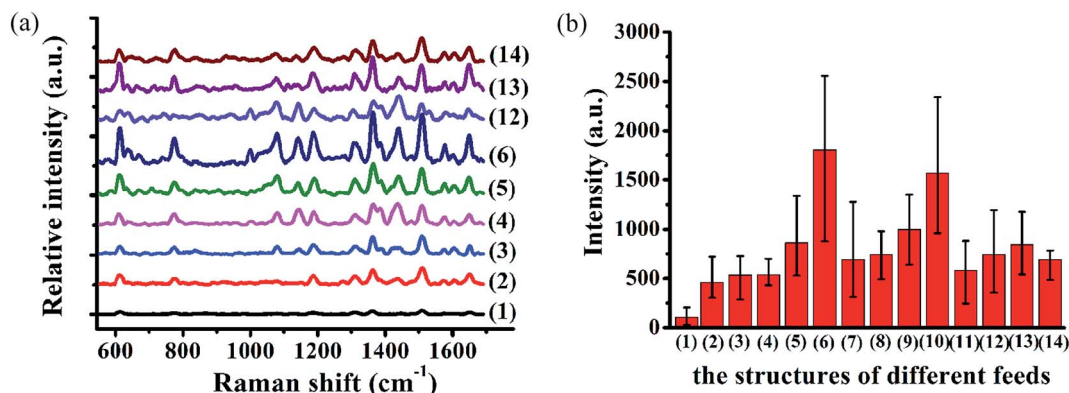 (a)
Relative intensity (a.u.)
(14)
(13)
(12)
(6)
(5)
(4)
(3)
(2)
(1)
600 800 1000 1200 1400 1600
Raman shift (cm⁻¹)
(b)
Intensity (a.u.)
3000
2500
2000
1500
1000
500
0
(1) (2) (3) (4) (5) (6) (7) (8) (9) (10) (11) (12) (13) (14)
the structures of different feeds